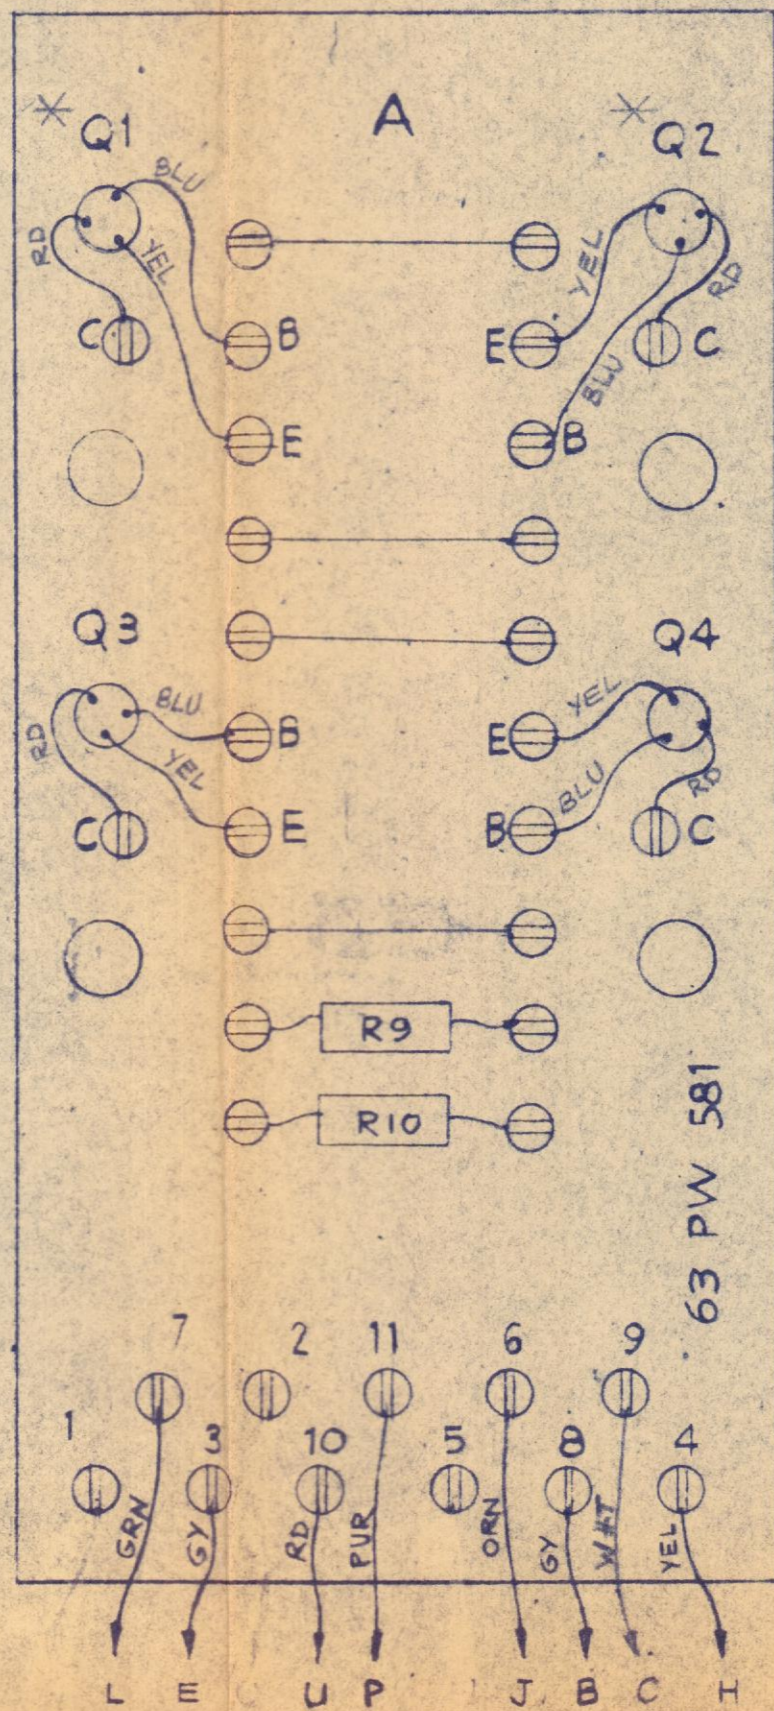 * Q1 A * Q2
BLU
RD YEL YEL RD
C B E C
BLU
E B
Q3 Q4
BLU YEL
RD YEL BLU RD
B E
C E B C
R9
R10
63 PW 581
7 2 11 6 9
1 3 10 5 8 4
GRN GY RD PUR ORN GY WHT YEL
L E U P J B C H